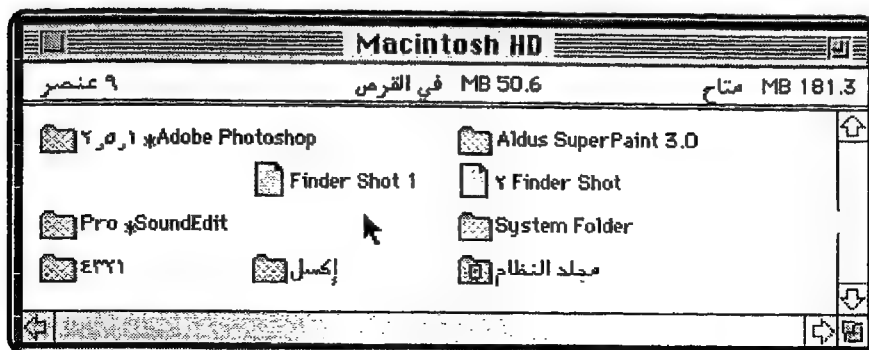 Macintosh HD
٩ عنصر MB 50.6 في القرص MB 181.3 متاح
٢٫٥٫١ *Adobe Photoshop Aldus SuperPaint 3.0
Finder Shot 1 ٢ Finder Shot
Pro *SoundEdit System Folder
٤٣٢١ إكسل مجلد النظام